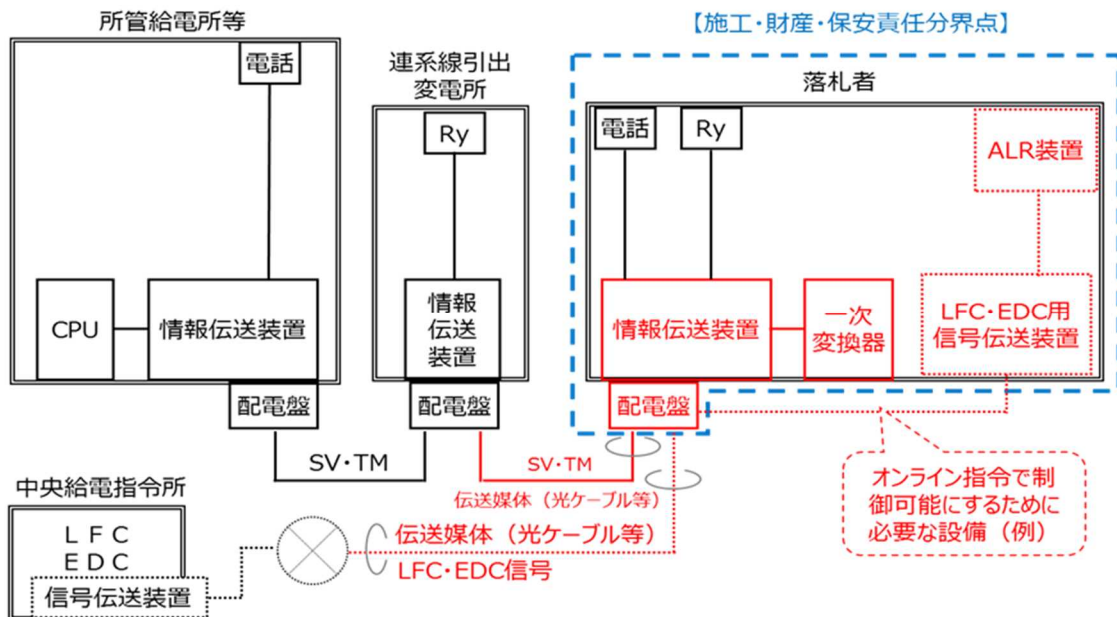 所管給電所等
電話
CPU
情報伝送装置
配電盤
連系線引出
変電所
Ry
情報
伝送
装置
配電盤
【施工・財産・保安責任分界点】
落札者
電話
Ry
ALR装置
情報伝送装置
一次
変換器
LFC・EDC用
信号伝送装置
配電盤
SV・TM
SV・TM
伝送媒体（光ケーブル等）
オンライン指令で制
御可能にするために
必要な設備（例）
中央給電指令所
ＬＦＣ
ＥＤＣ
信号伝送装置
伝送媒体（光ケーブル等）
LFC・EDC信号